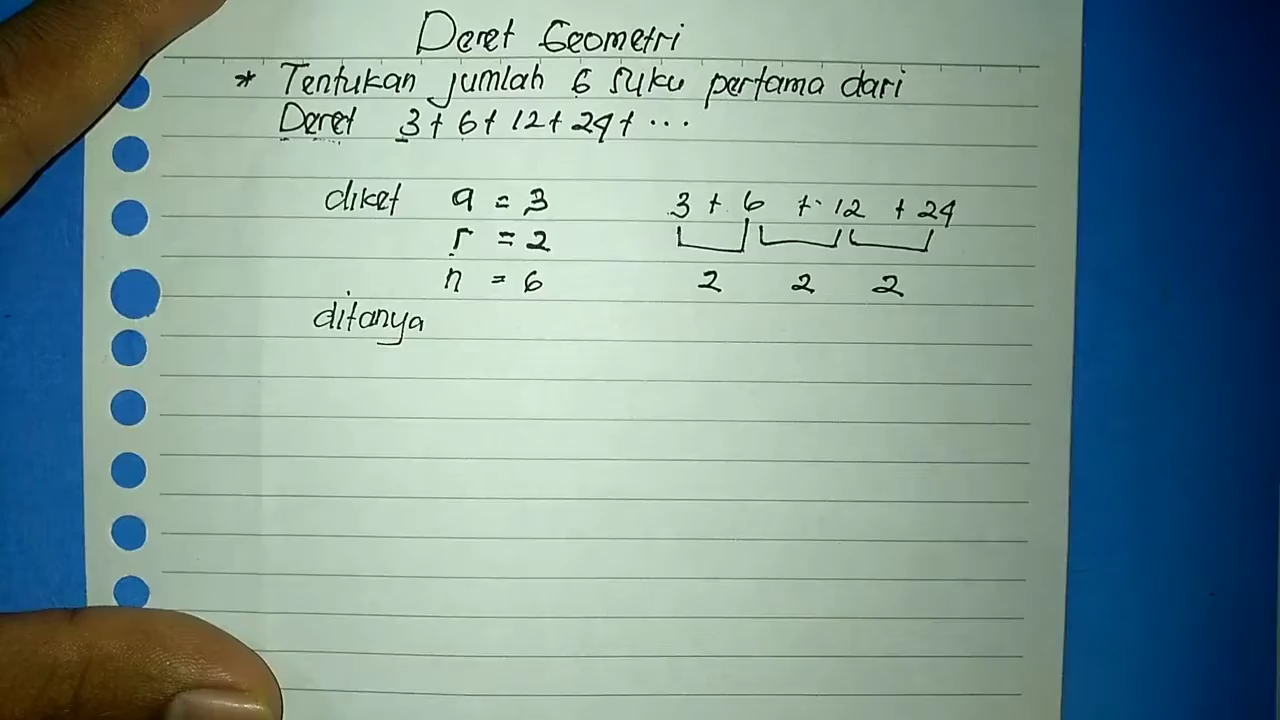 Deret Geometri
* Tentukan jumlah 6 suku pertama dari
Deret 3 + 6 + 12 + 24 + ...
diket a = 3 3 + 6 + 12 + 24
r = 2
n = 6 2 2 2
ditanya